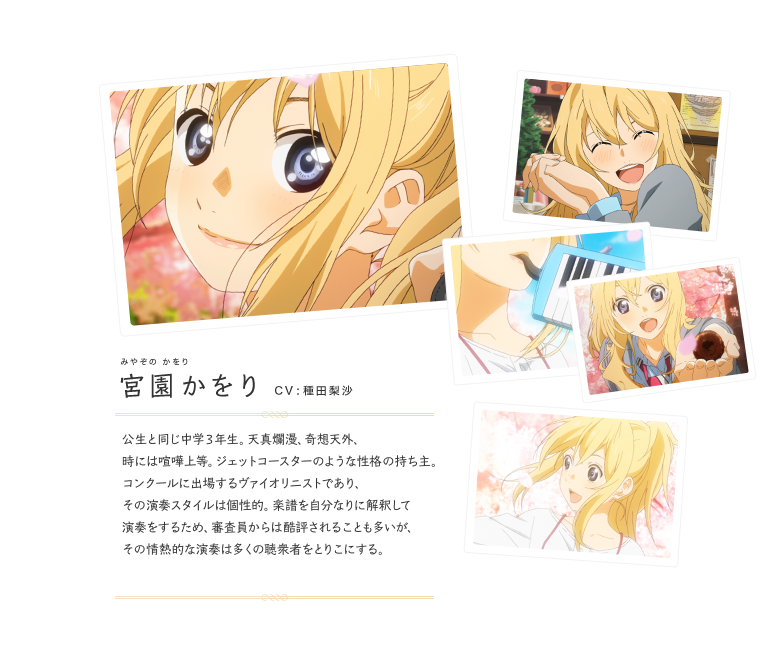 みやぞの かをり
宮園かをり CV:種田梨沙
公生と同じ中学3年生。天真爛漫、奇想天外、
時には喧嘩上等。ジェットコースターのような性格の持ち主。
コンクールに出場するヴァイオリニストであり、
その演奏スタイルは個性的。楽譜を自分なりに解釈して
演奏をするため、審査員からは酷評されることも多いが、
その情熱的な演奏は多くの聴衆者をとりこにする。